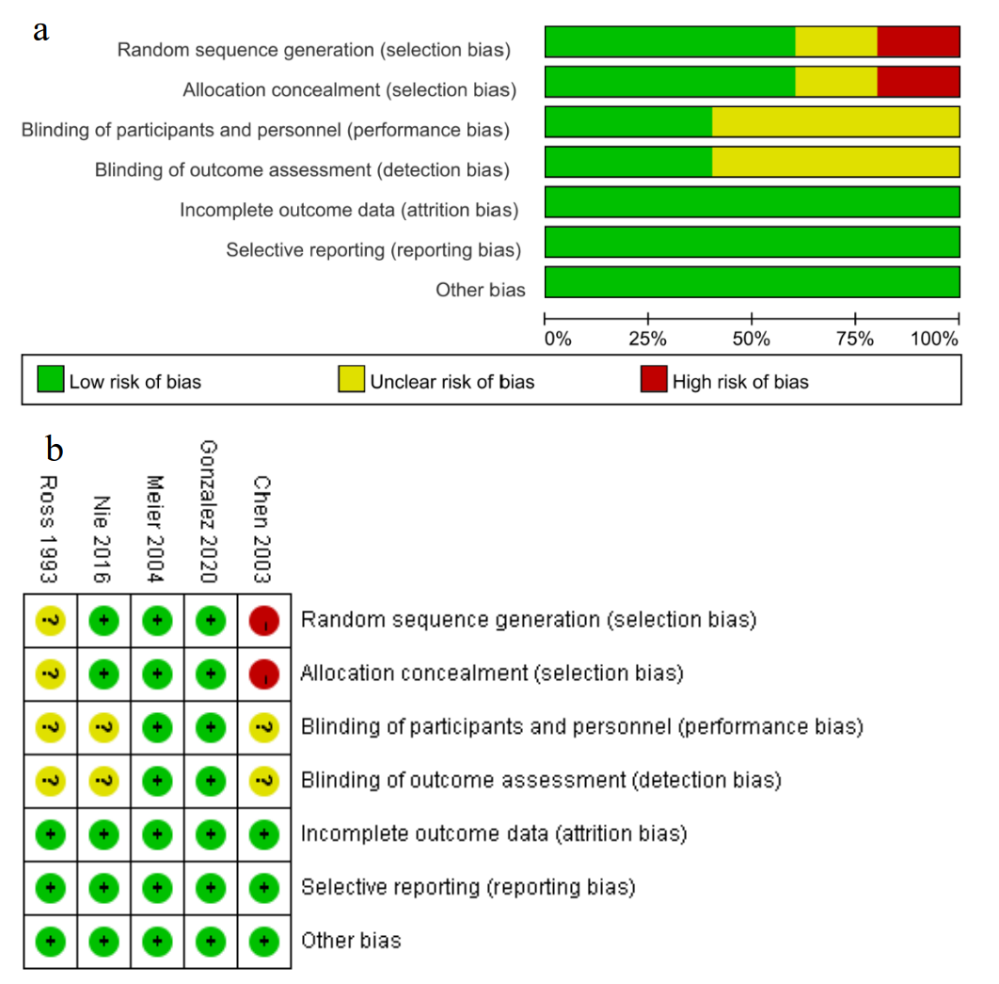 a
Random sequence generation (selection bias)
Allocation concealment (selection bias)
Blinding of participants and personnel (performance bias)
Blinding of outcome assessment (detection bias)
Incomplete outcome data (attrition bias)
Selective reporting (reporting bias)
Other bias
0% 25% 50% 75% 100%
Low risk of bias Unclear risk of bias High risk of bias
b
Ross 1993
Nie 2016
Meier 2004
Gonzalez 2020
Chen 2003
? + + + - Random sequence generation (selection bias)
? + + + - Allocation concealment (selection bias)
? ? + + ? Blinding of participants and personnel (performance bias)
? ? + + ? Blinding of outcome assessment (detection bias)
+ + + + + Incomplete outcome data (attrition bias)
+ + + + + Selective reporting (reporting bias)
+ + + + + Other bias